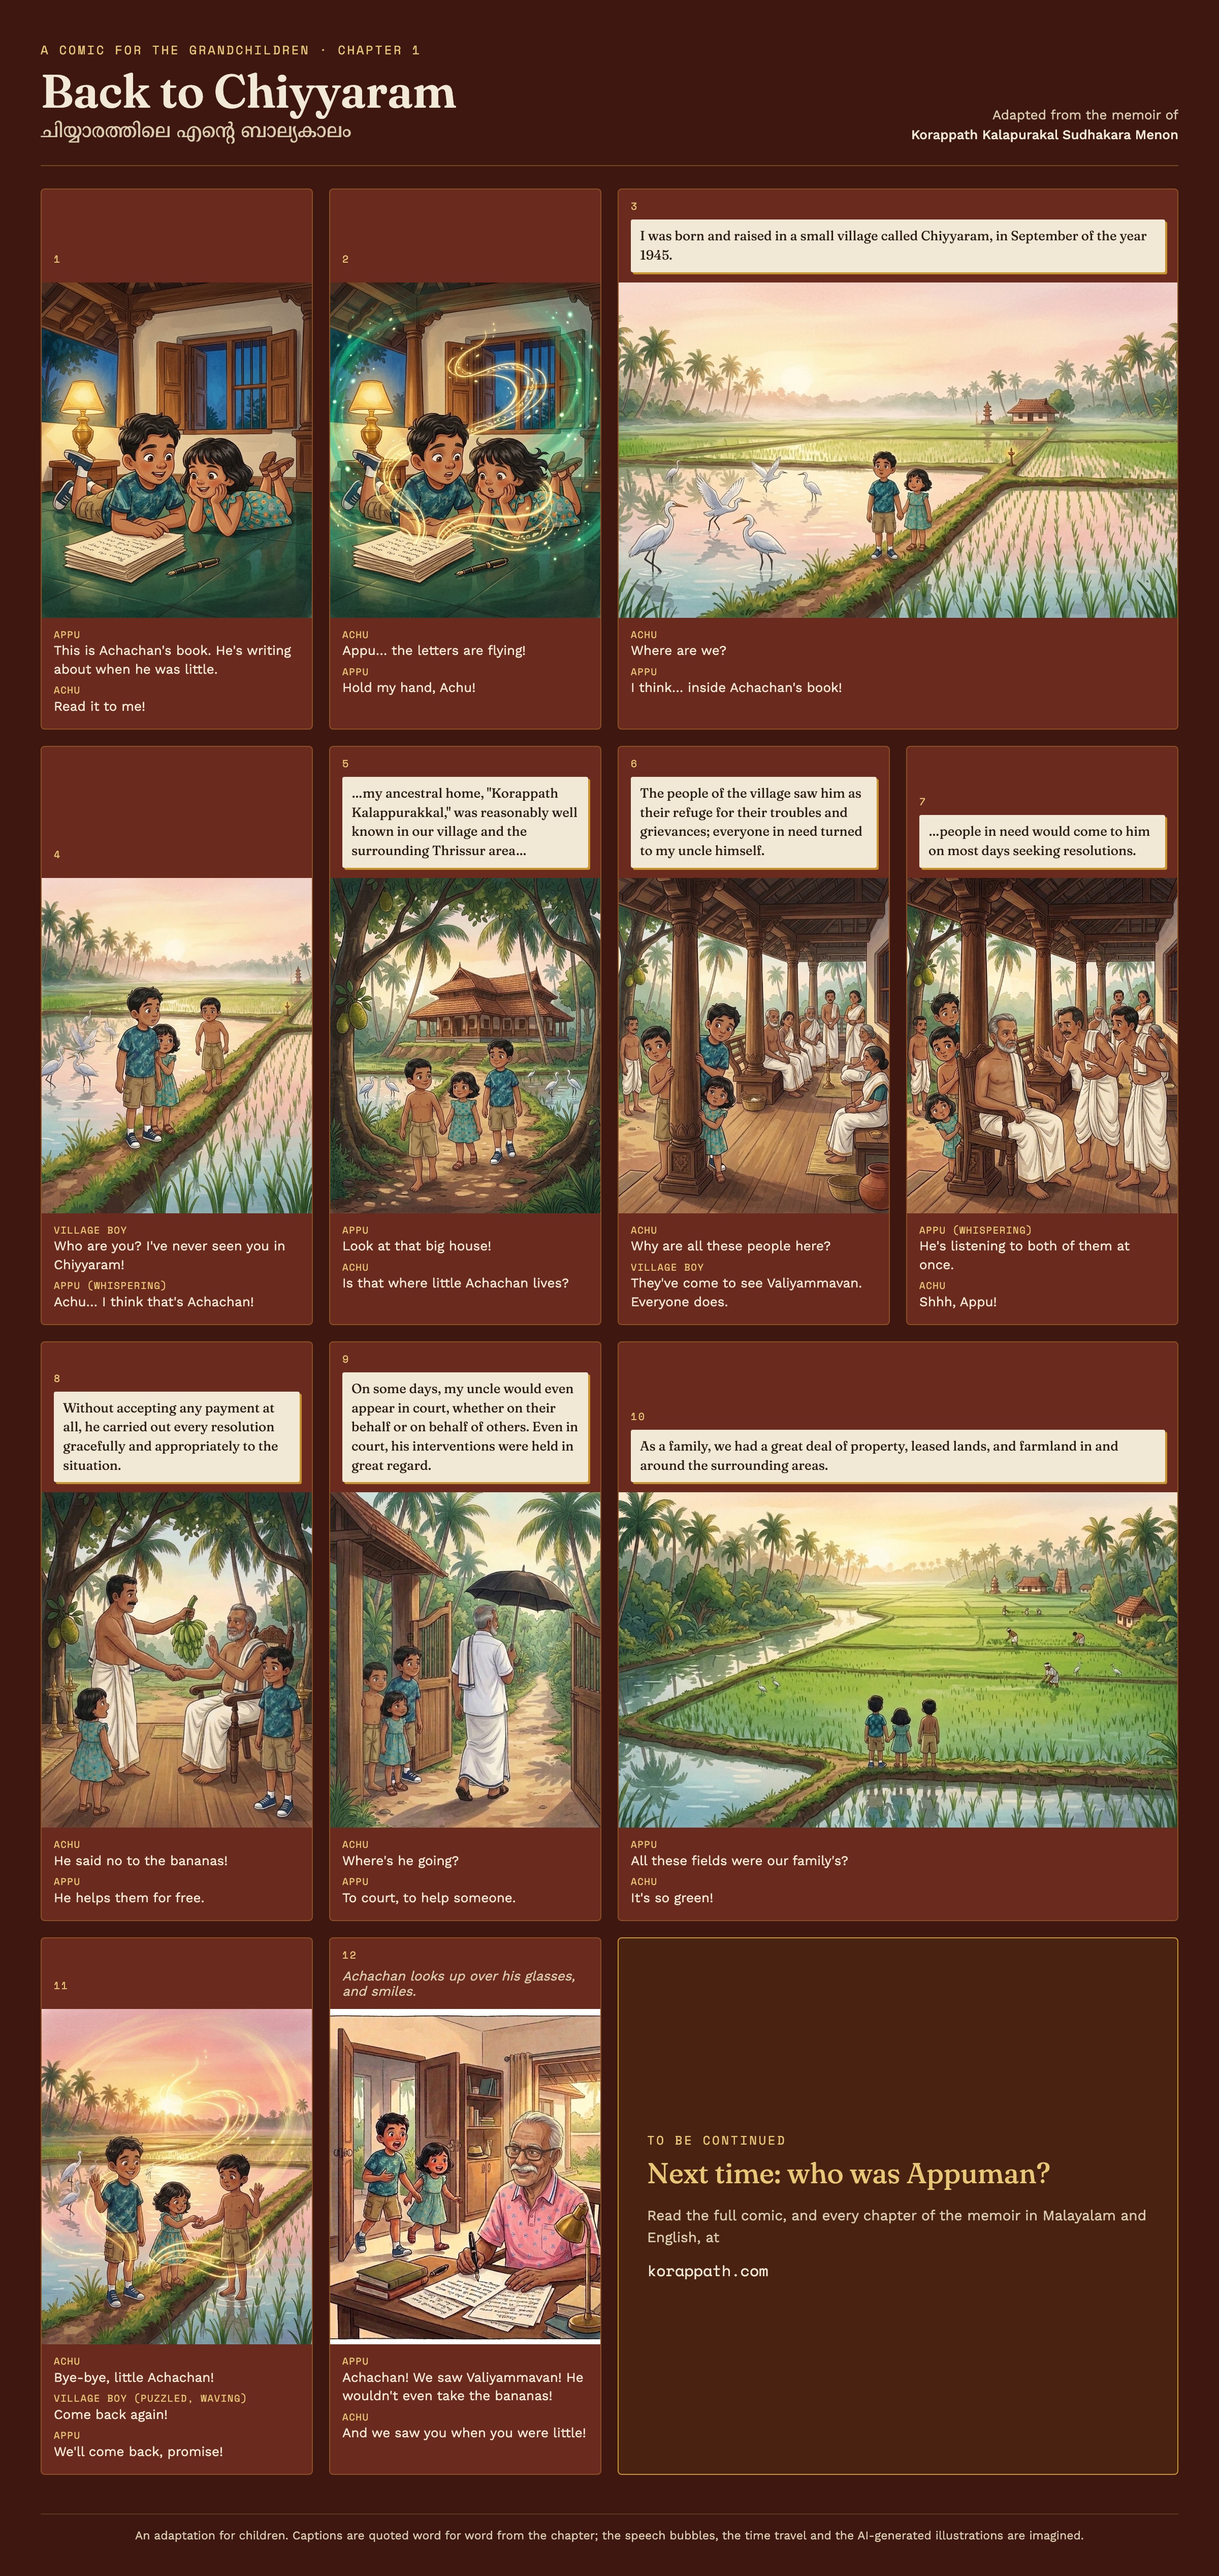 A COMIC FOR THE GRANDCHILDREN · CHAPTER 1
Back to Chiyyaram
ചിയ്യാരത്തിലെ എന്റെ ബാല്യകാലം
Adapted from the memoir of
Korappath Kalapurakal Sudhakara Menon
1
APPU
This is Achachan's book. He's writing
about when he was little.
ACHU
Read it to me!
2
ACHU
Appu... the letters are flying!
APPU
Hold my hand, Achu!
3
I was born and raised in a small village called Chiyyaram, in September of the year
1945.
ACHU
Where are we?
APPU
I think... inside Achachan's book!
4
VILLAGE BOY
Who are you? I've never seen you in
Chiyyaram!
APPU (WHISPERING)
Achu... I think that's Achachan!
5
...my ancestral home, "Korappath
Kalappurakkal," was reasonably well
known in our village and the
surrounding Thrissur area...
APPU
Look at that big house!
ACHU
Is that where little Achachan lives?
6
The people of the village saw him as
their refuge for their troubles and
grievances; everyone in need turned
to my uncle himself.
ACHU
Why are all these people here?
VILLAGE BOY
They've come to see Valiyammavan.
Everyone does.
7
...people in need would come to him
on most days seeking resolutions.
APPU (WHISPERING)
He's listening to both of them at
once.
ACHU
Shhh, Appu!
8
Without accepting any payment at
all, he carried out every resolution
gracefully and appropriately to the
situation.
ACHU
He said no to the bananas!
APPU
He helps them for free.
9
On some days, my uncle would even
appear in court, whether on their
behalf or on behalf of others. Even in
court, his interventions were held in
great regard.
ACHU
Where's he going?
APPU
To court, to help someone.
10
As a family, we had a great deal of property, leased lands, and farmland in and
around the surrounding areas.
APPU
All these fields were our family's?
ACHU
It's so green!
11
ACHU
Bye-bye, little Achachan!
VILLAGE BOY (PUZZLED, WAVING)
Come back again!
APPU
We'll come back, promise!
12
Achachan looks up over his glasses,
and smiles.
APPU
Achachan! We saw Valiyammavan! He
wouldn't even take the bananas!
ACHU
And we saw you when you were little!
TO BE CONTINUED
Next time: who was Appuman?
Read the full comic, and every chapter of the memoir in Malayalam and
English, at
korappath.com
An adaptation for children. Captions are quoted word for word from the chapter; the speech bubbles, the time travel and the AI-generated illustrations are imagined.